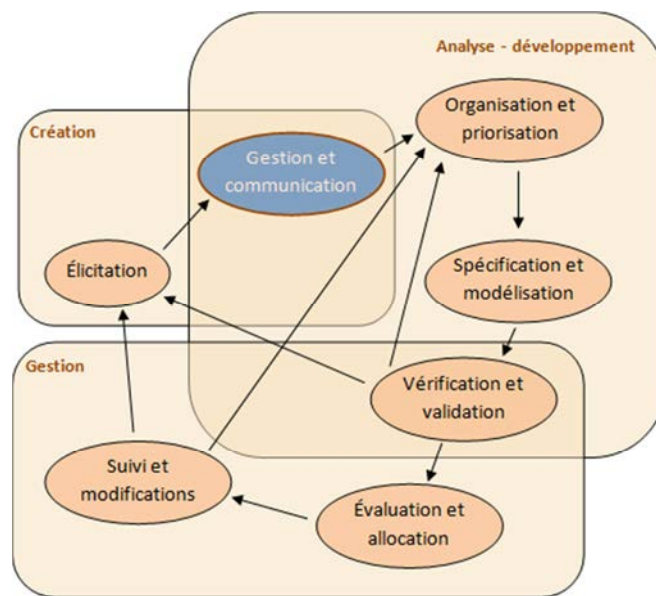 Analyse - développement
Organisation et
priorisation
Création
Gestion et
communication
Élicitation
Spécification et
modélisation
Gestion
Vérification et
validation
Suivi et
modifications
Évaluation et
allocation